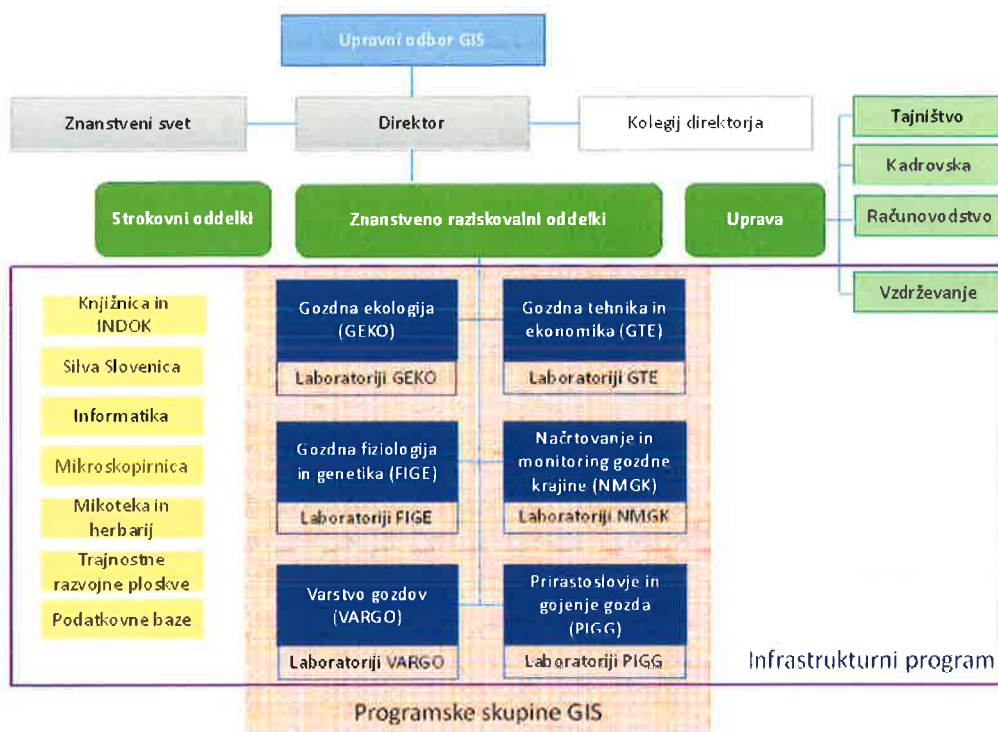 Upravni odbor GIS
Znanstveni svet
Direktor
Kolegij direktorja
Tajništvo
Kadrovska
Računovodstvo
Vzdrževanje
Strokovni oddelki
Znanstveno raziskovalni oddelki
Uprava
Knjižnica in
INDOK
Silva Slovenica
Informatika
Mikroskopirnica
Mikoteka in
herbarij
Trajnostne
razvojne ploskve
Podatkovne baze
Gozdna ekologija
(GEKO)
Laboratoriji GEKO
Gozdna tehnika in
ekonomika (GTE)
Laboratoriji GTE
Gozdna fiziologija
in genetika (FIGE)
Laboratoriji FIGE
Načrtovanje in
monitoring gozdne
krajine (NMGK)
Laboratoriji NMGK
Varstvo gozdov
(VARGO)
Laboratoriji VARGO
Prirastoslovje in
gojenje gozda
(PIGG)
Laboratoriji PIGG
Infrastrukturni program
Programske skupine GIS